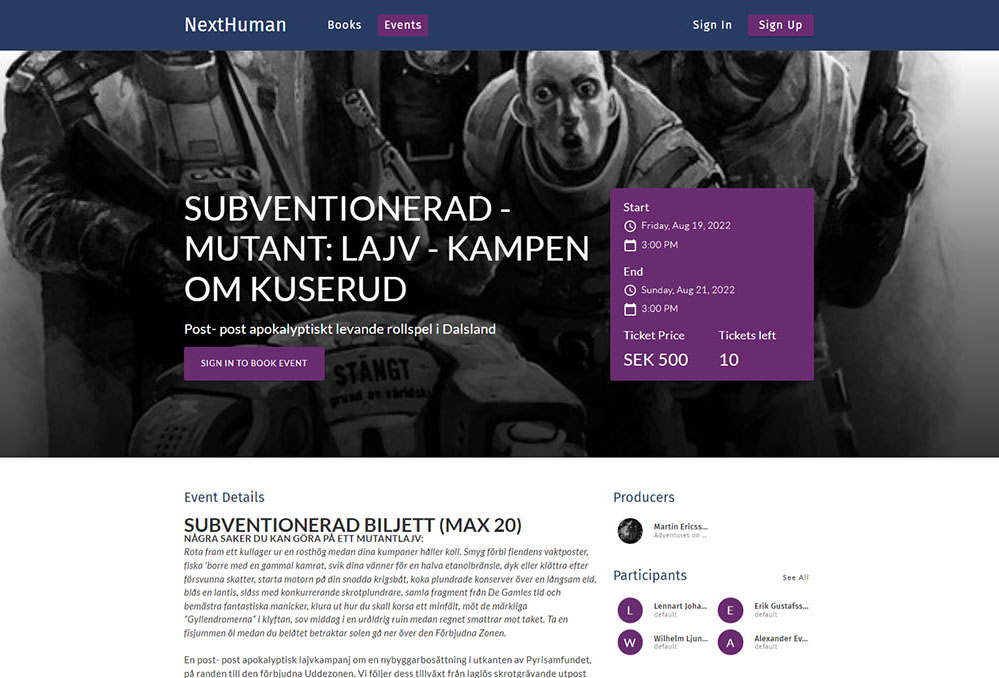 NextHuman Books Events Sign In Sign Up
SUBVENTIONERAD -
MUTANT: LAJV - KAMPEN
OM KUSERUD
Post- post apokalyptiskt levande rollspel i Dalsland
SIGN IN TO BOOK EVENT
STÄNGT
grund av världsk
Start
Friday, Aug 19, 2022
3:00 PM
End
Sunday, Aug 21, 2022
3:00 PM
Ticket Price Tickets left
SEK 500 10
Event Details
SUBVENTIONERAD BILJETT (MAX 20)
NÅGRA SAKER DU KAN GÖRA PÅ ETT MUTANTLAJV:
Rota fram ett kullager ur en rosthög medan dina kumpaner håller koll. Smyg förbi fiendens vaktposter,
fiska 'borre med en gammal kamrat, svik dina vänner för en halva etanolbränsle, dyk eller klättra efter
försvunna skatter, starta motorn på din snodda krigsbåt, koka plundrade konserver över en långsam eld,
blås en lantis, slåss med konkurrerande skrotplundrare, samla fragment från De Gamles tid och
bemästra fantastiska manicker, klura ut hur du skall korsa ett minfält, möt de märkliga
"Gyllendromerna" i klyftan, sov middag i en uråldrig ruin medan regnet smattrar mot taket. Ta en
fisjummen öl medan du belåtet betraktar solen gå ner över den Förbjudna Zonen.
En post- post apokalyptisk lajvkampanj om en nybyggarbosättning i utkanten av Pyrisamfundet,
på randen till den förbjudna Uddezonen. Vi följer dess tillväxt från laglös skrotgrävande utpost
Producers
Martin Ericss...
Adventures on ...
Participants See All
L Lennart Joha... E Erik Gustafss...
default default
W Wilhelm Ljun... A Alexander Ev...
default default